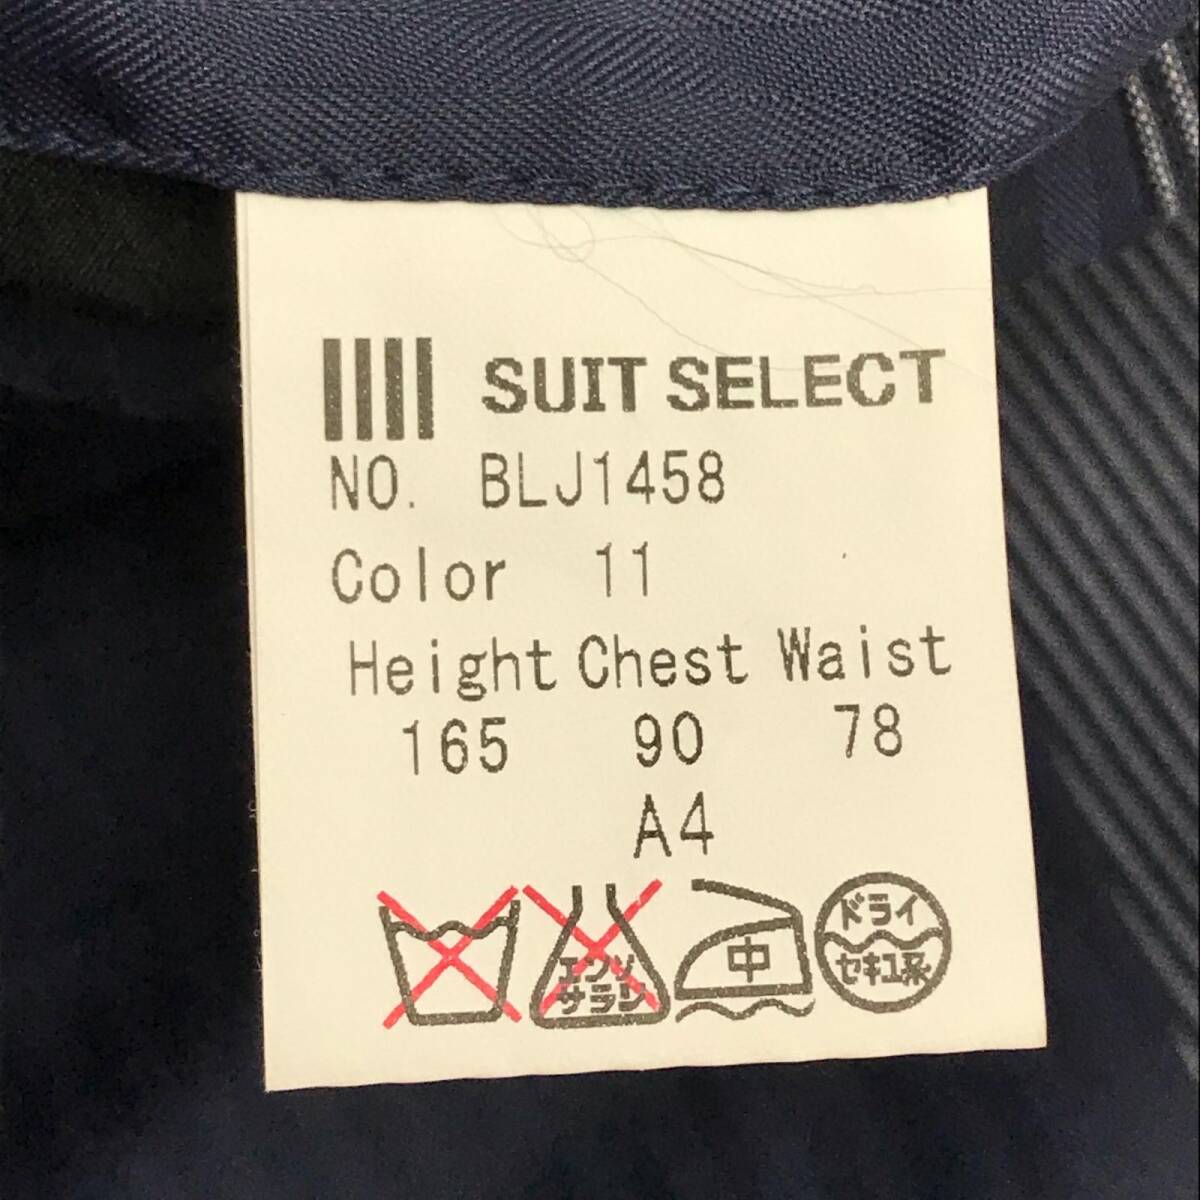 SUIT SELECT
NO. BLJ1458
Color 11
Height Chest Waist
165 90 78
A4
エンソ
サラシ
中
ドライ
セキユ系